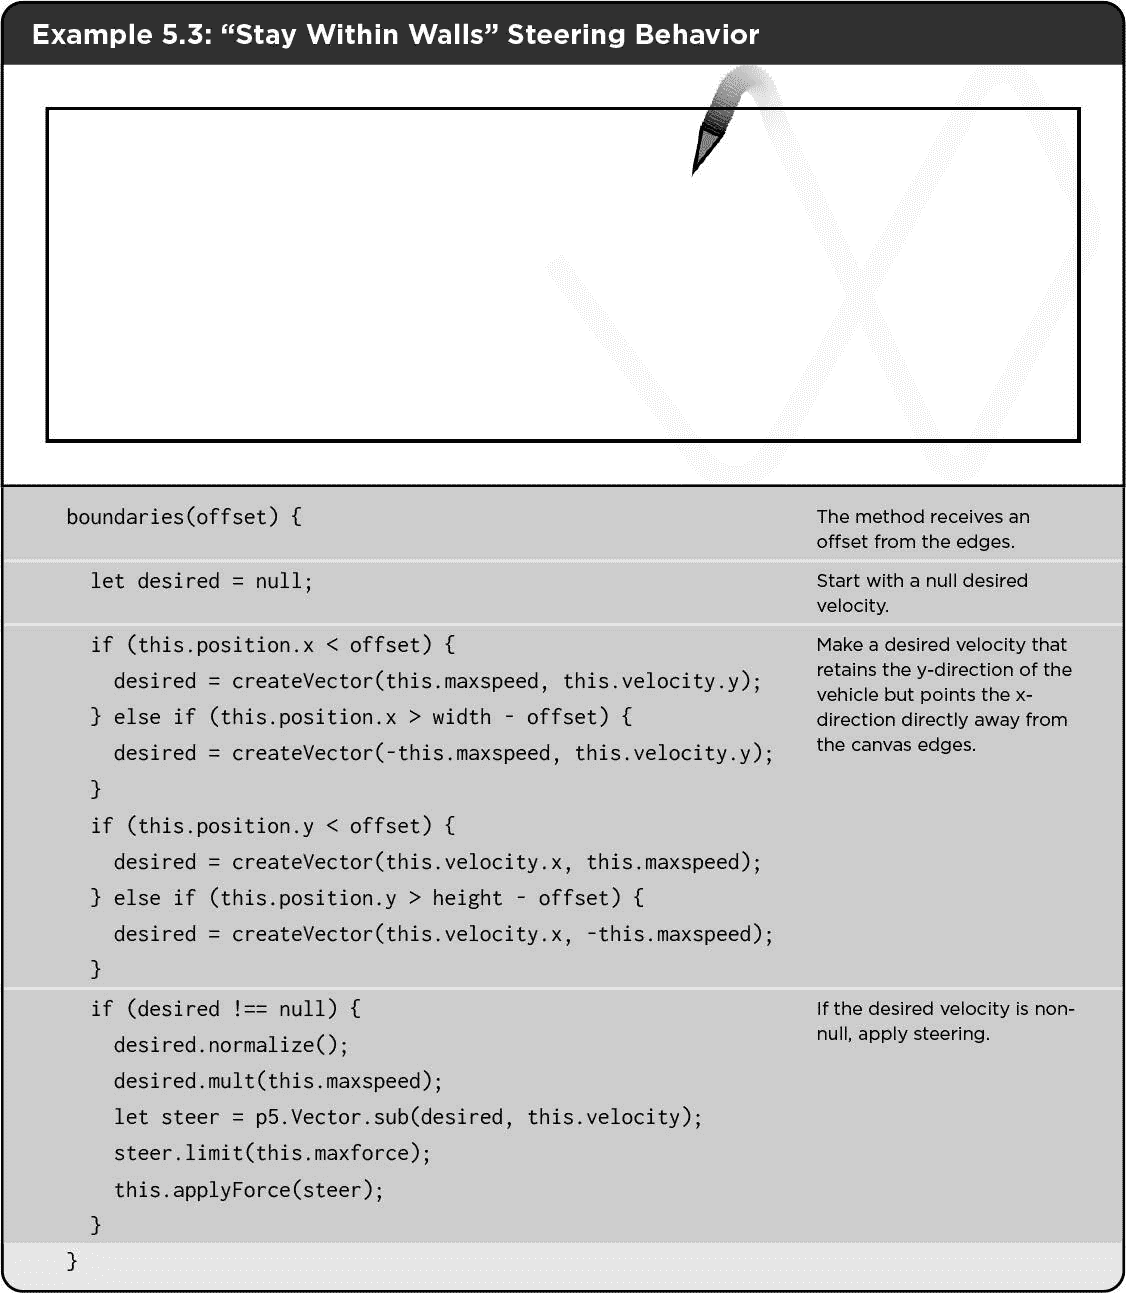 Example 5.3: “Stay Within Walls” Steering Behavior
boundaries(offset) {
The method receives an
offset from the edges.
let desired = null;
Start with a null desired
velocity.
if (this.position.x < offset) {
desired = createVector(this.maxspeed, this.velocity.y);
} else if (this.position.x > width - offset) {
desired = createVector(-this.maxspeed, this.velocity.y);
}
if (this.position.y < offset) {
desired = createVector(this.velocity.x, this.maxspeed);
} else if (this.position.y > height - offset) {
desired = createVector(this.velocity.x, -this.maxspeed);
}
Make a desired velocity that
retains the y-direction of the
vehicle but points the x-
direction directly away from
the canvas edges.
if (desired !== null) {
desired.normalize();
desired.mult(this.maxspeed);
let steer = p5.Vector.sub(desired, this.velocity);
steer.limit(this.maxforce);
this.applyForce(steer);
}
If the desired velocity is non-
null, apply steering.
}